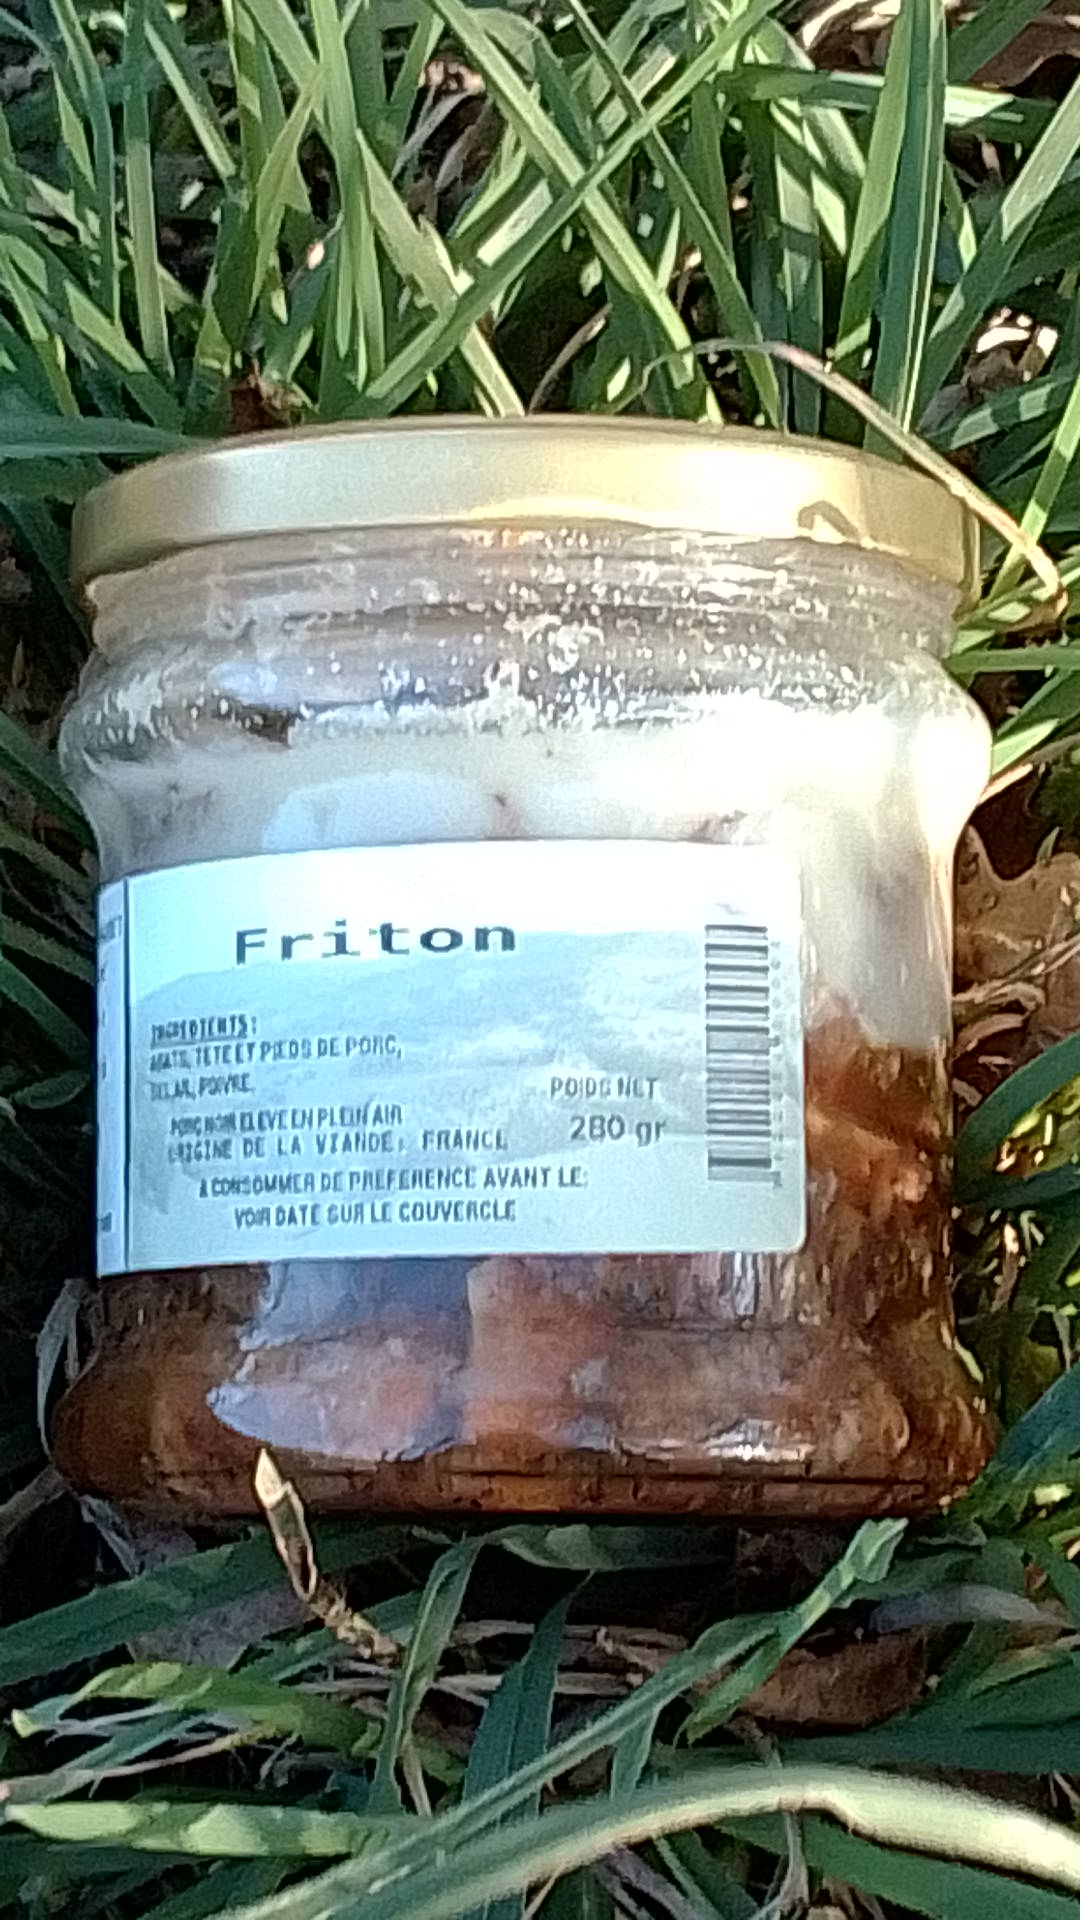 Friton
INGREDIENTS:
ABATS, TETE ET PIEDS DE PORC,
SEL, AIL, POIVRE.
PORC NOIR ELEVE EN PLEIN AIR
ORIGINE DE LA VIANDE: FRANCE
POIDS NET
280 gr
A CONSOMMER DE PREFERENCE AVANT LE:
VOIR DATE SUR LE COUVERCLE